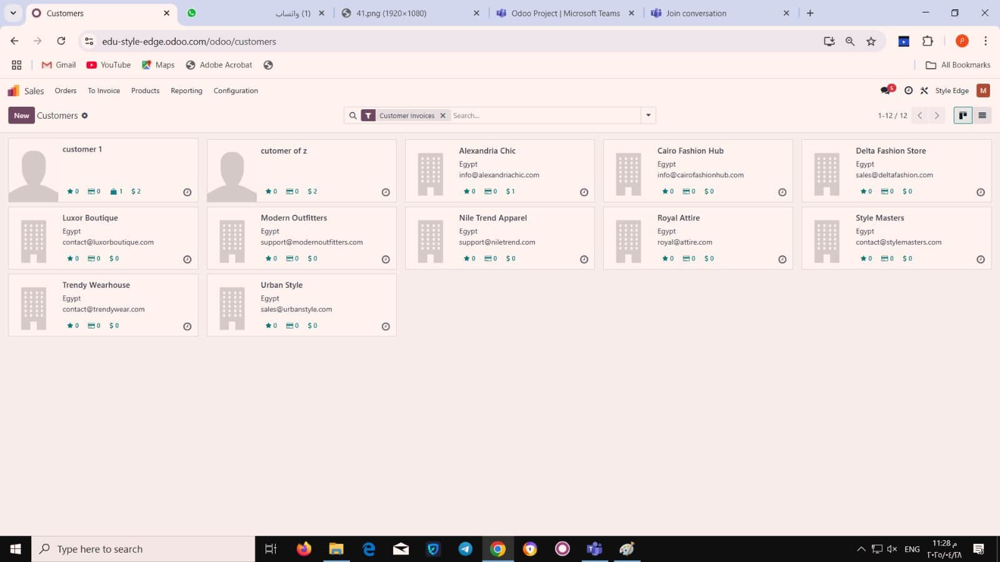 Customers
(1) واتساب
41.png (1920×1080)
Odoo Project | Microsoft Teams
Join conversation
edu-style-edge.odoo.com/odoo/customers
Gmail
YouTube
Maps
Adobe Acrobat
All Bookmarks
Sales
Orders
To Invoice
Products
Reporting
Configuration
5
Style Edge
M
New
Customers
Customer Invoices
Search...
1-12 / 12
customer 1
0 0 1 $ 2
cutomer of z
0 0 $ 2
Alexandria Chic
Egypt
info@alexandriachic.com
0 0 $ 1
Cairo Fashion Hub
Egypt
info@cairofashionhub.com
0 0 $ 0
Delta Fashion Store
Egypt
sales@deltafashion.com
0 0 $ 0
Luxor Boutique
Egypt
contact@luxorboutique.com
0 0 $ 0
Modern Outfitters
Egypt
support@modernoutfitters.com
0 0 $ 0
Nile Trend Apparel
Egypt
support@niletrend.com
0 0 $ 0
Royal Attire
Egypt
royal@attire.com
0 0 $ 0
Style Masters
Egypt
contact@stylemasters.com
0 0 $ 0
Trendy Wearhouse
Egypt
contact@trendywear.com
0 0 $ 0
Urban Style
Egypt
sales@urbanstyle.com
0 0 $ 0
Type here to search
ENG
11:28 م
٢٠٢٥/٠٤/٢٨